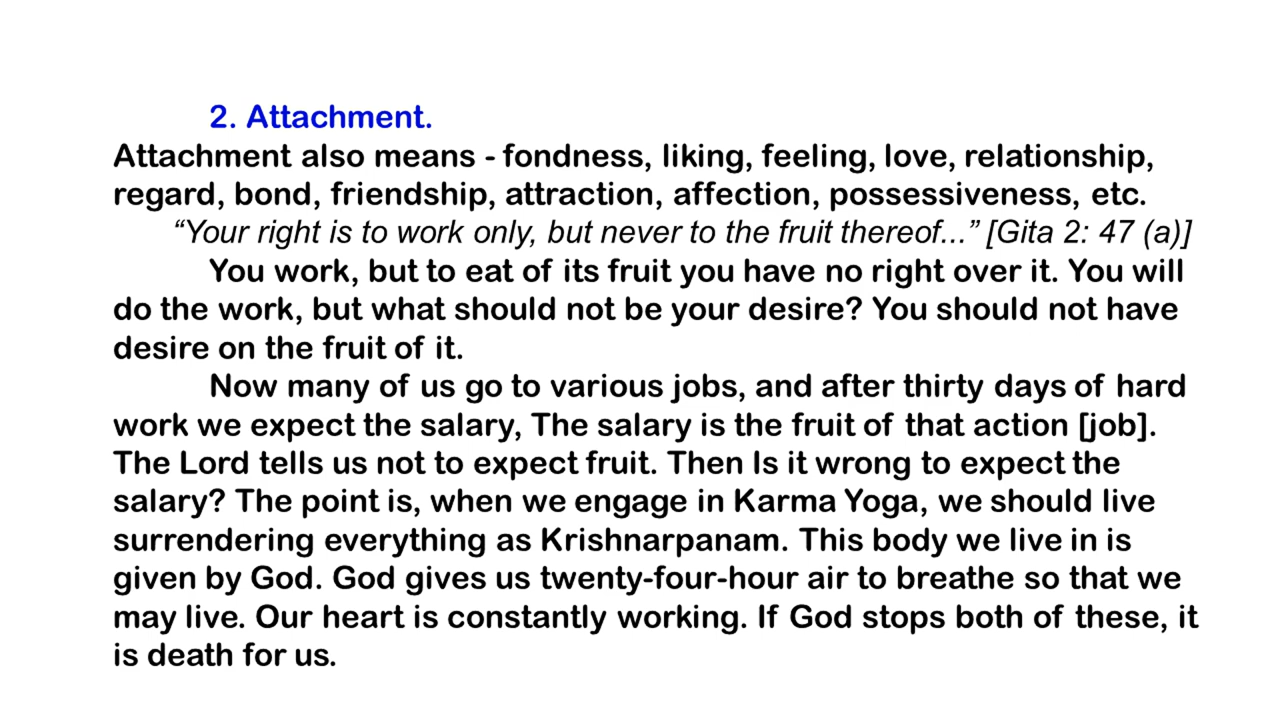 2. Attachment.
Attachment also means - fondness, liking, feeling, love, relationship,
regard, bond, friendship, attraction, affection, possessiveness, etc.
“Your right is to work only, but never to the fruit thereof...” [Gita 2: 47 (a)]
You work, but to eat of its fruit you have no right over it. You will
do the work, but what should not be your desire? You should not have
desire on the fruit of it.
Now many of us go to various jobs, and after thirty days of hard
work we expect the salary, The salary is the fruit of that action [job].
The Lord tells us not to expect fruit. Then Is it wrong to expect the
salary? The point is, when we engage in Karma Yoga, we should live
surrendering everything as Krishnarpanam. This body we live in is
given by God. God gives us twenty-four-hour air to breathe so that we
may live. Our heart is constantly working. If God stops both of these, it
is death for us.